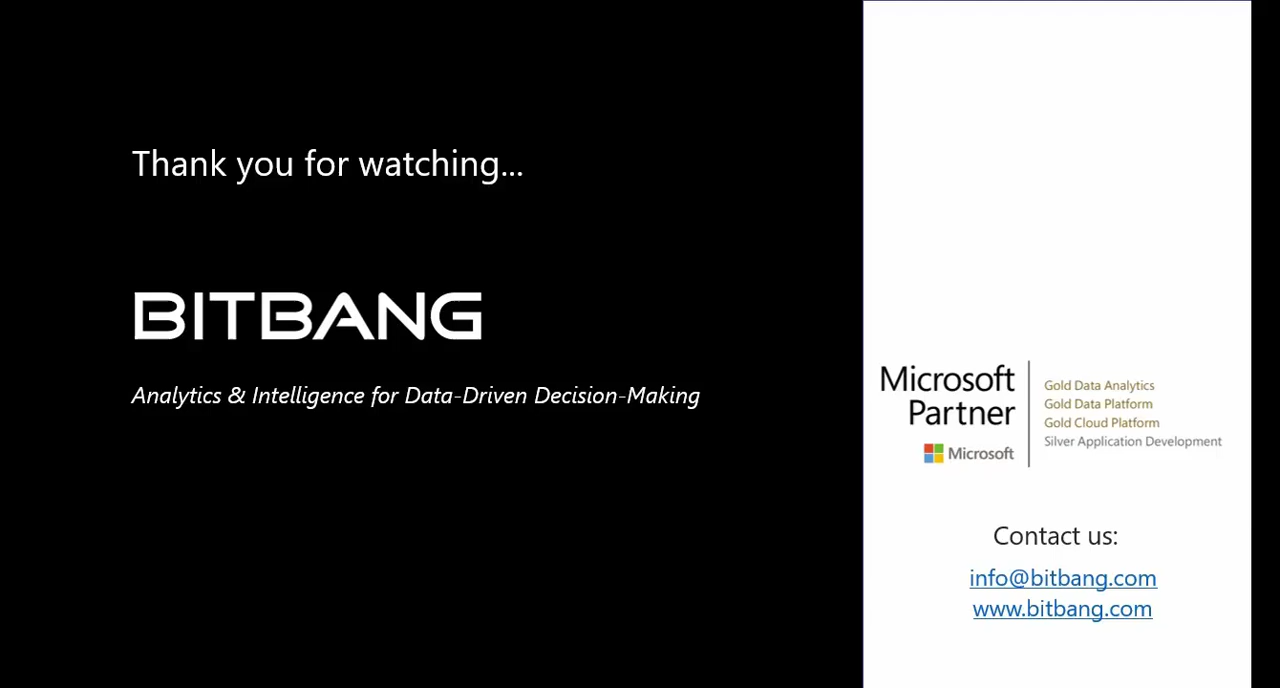 Thank you for watching...
BITBANG
Analytics & Intelligence for Data-Driven Decision-Making
Microsoft
Partner
Microsoft
Gold Data Analytics
Gold Data Platform
Gold Cloud Platform
Silver Application Development
Contact us:
info@bitbang.com
www.bitbang.com